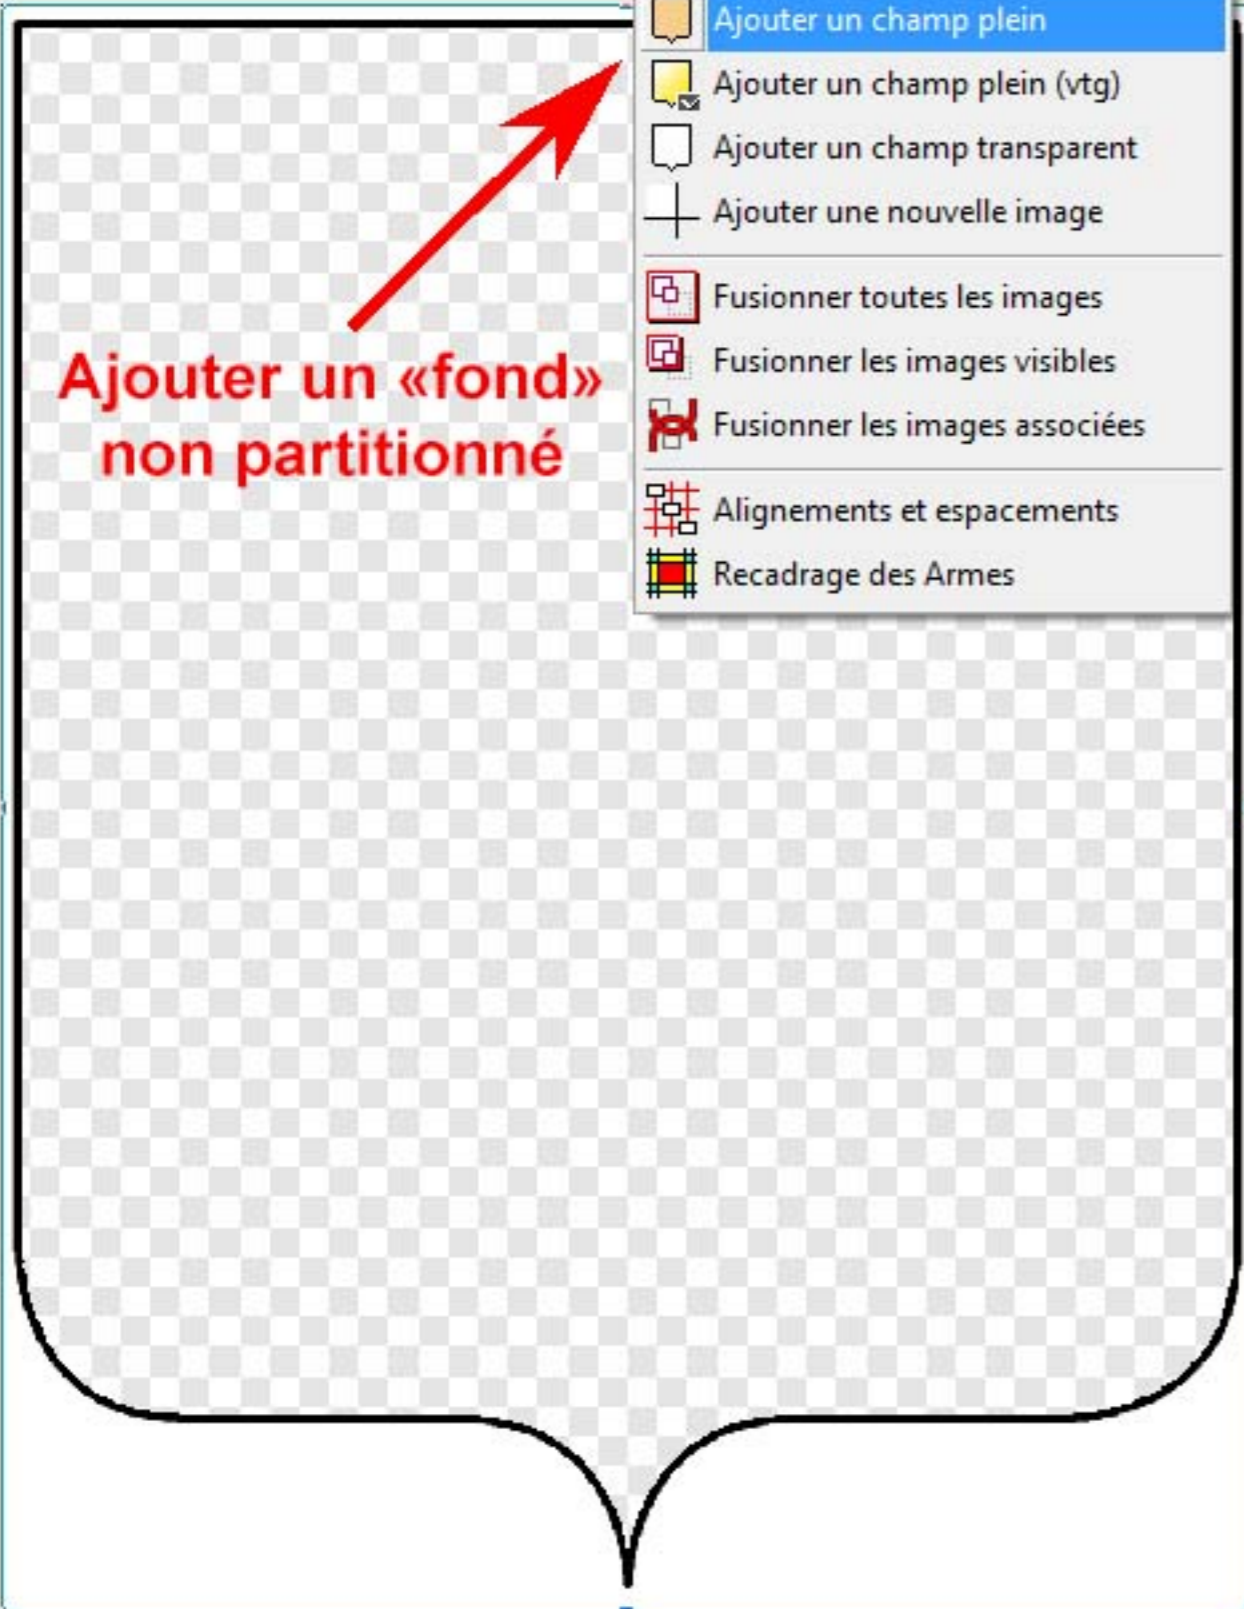 Ajouter un champ plein
Ajouter un champ plein (vtg)
Ajouter un champ transparent
Ajouter une nouvelle image
Fusionner toutes les images
Fusionner les images visibles
Fusionner les images associées
Alignements et espacements
Recadrage des Armes
Ajouter un «fond»
non partitionné